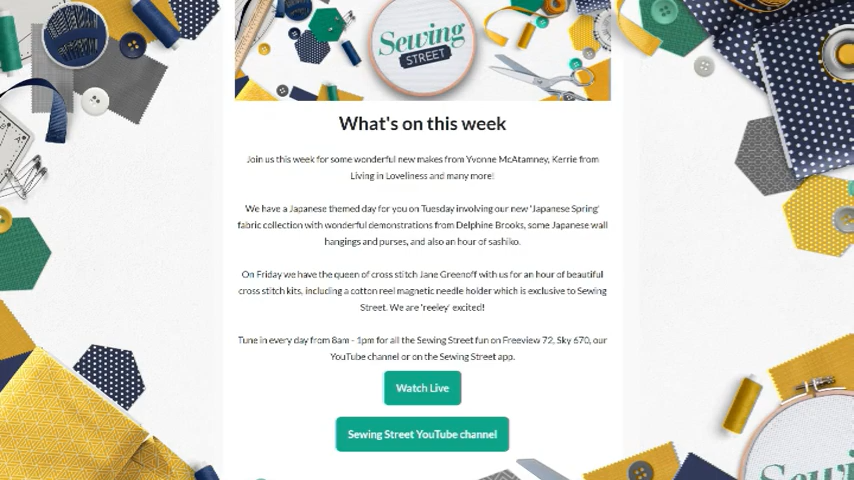 Sewing
STREET
What's on this week
Join us this week for some wonderful new makes from Yvonne McAtamney, Kerrie from
Living in Loveliness and many more!
We have a Japanese themed day for you on Tuesday involving our new 'Japanese Spring'
fabric collection with wonderful demonstrations from Delphine Brooks, some Japanese wall
hangings and purses, and also an hour of sashiko.
On Friday we have the queen of cross stitch Jane Greenoff with us for an hour of beautiful
cross stitch kits, including a cotton reel magnetic needle holder which is exclusive to Sewing
Street. We are 'reeley' excited!
Tune in every day from 8am - 1pm for all the Sewing Street fun on Freeview 72, Sky 670, our
YouTube channel or on the Sewing Street app.
Watch Live
Sewing Street YouTube channel
Sewing